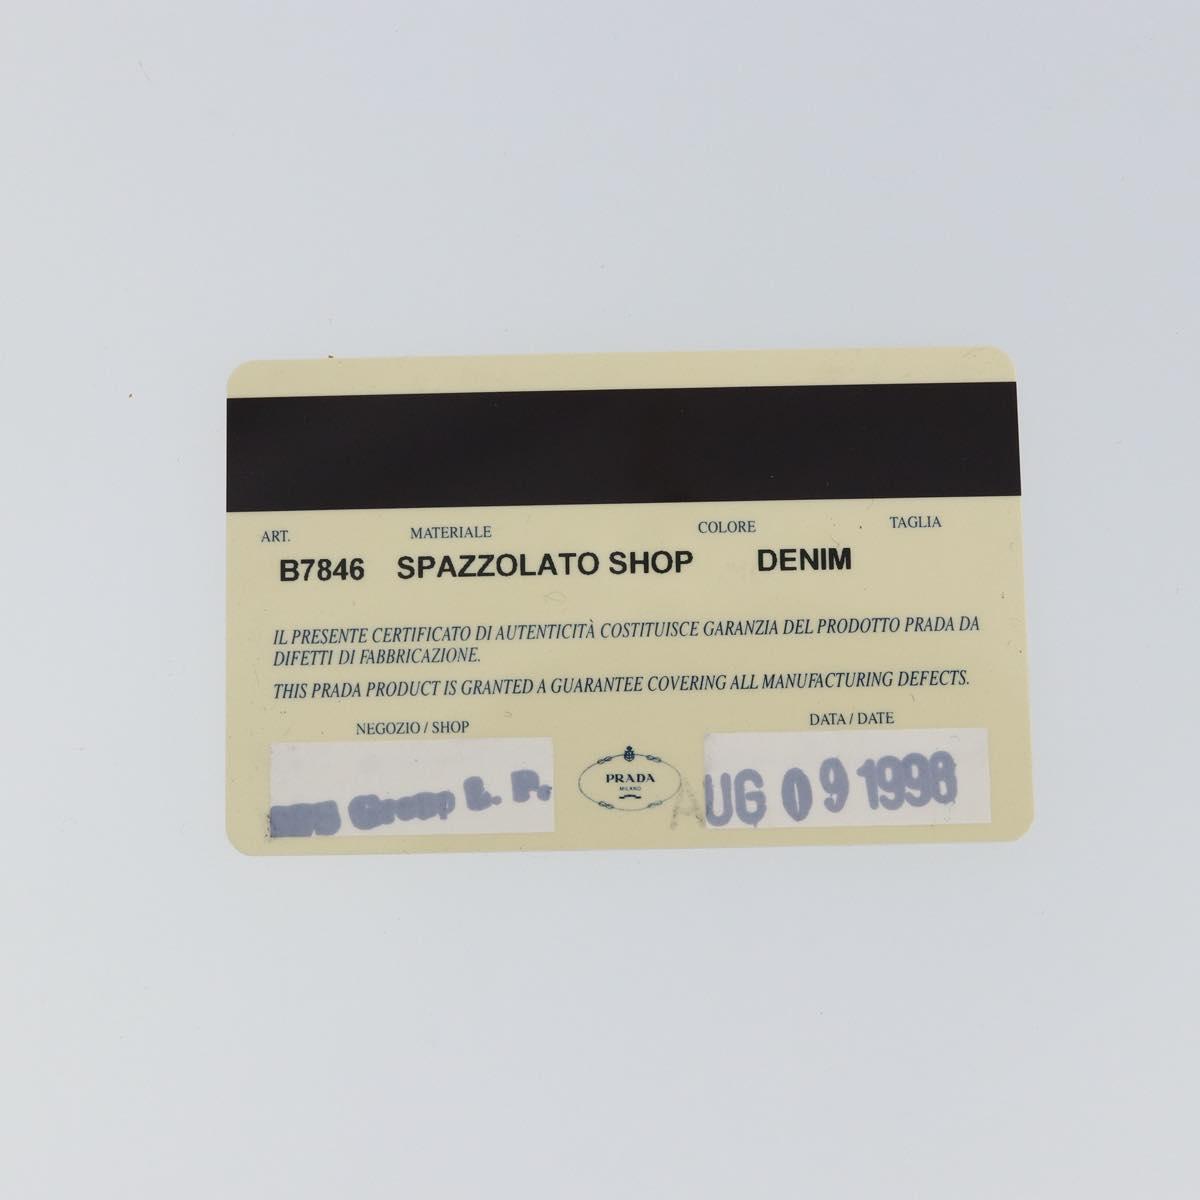 ART. MATERIALE COLORE TAGLIA
B7846 SPAZZOLATO SHOP DENIM
IL PRESENTE CERTIFICATO DI AUTENTICITÀ COSTITUISCE GARANZIA DEL PRODOTTO PRADA DA
DIFETTI DI FABBRICAZIONE.
THIS PRADA PRODUCT IS GRANTED A GUARANTEE COVERING ALL MANUFACTURING DEFECTS.
NEGOZIO / SHOP DATA / DATE
Group L. P.
PRADA
MILANO
AUG 09 1998